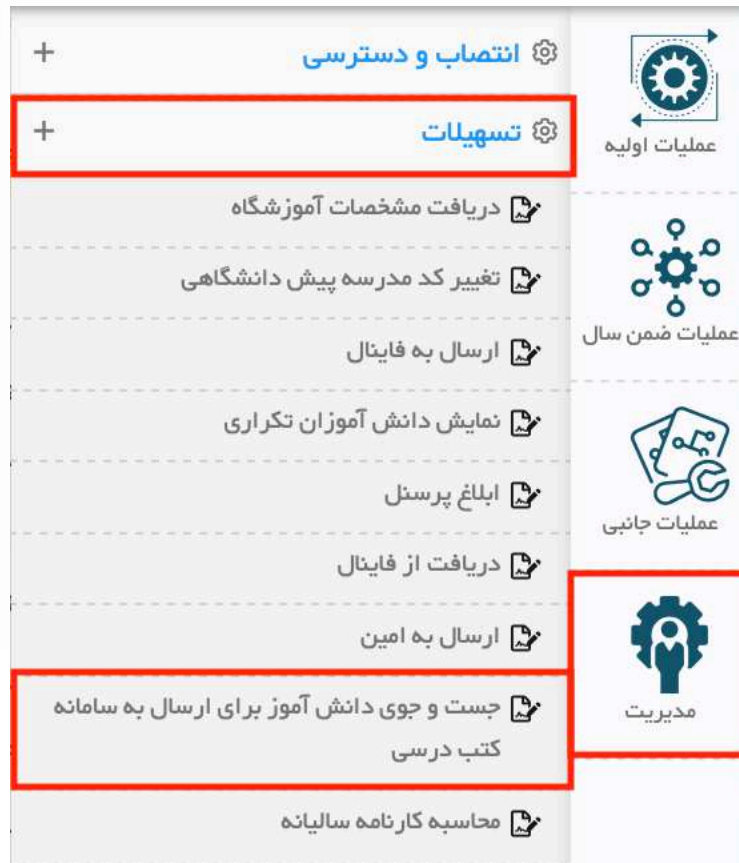 عملیات اولیه
عملیات ضمن سال
عملیات جانبی
مدیریت
انتصاب و دسترسی
تسهیلات
دریافت مشخصات آموزشگاه
تغییر کد مدرسه پیش دانشگاهی
ارسال به فاینال
نمایش دانش آموزان تکراری
ابلاغ پرسنل
دریافت از فاینال
ارسال به امین
جست و جوی دانش آموز برای ارسال به سامانه
کتب درسی
محاسبه کارنامه سالیانه